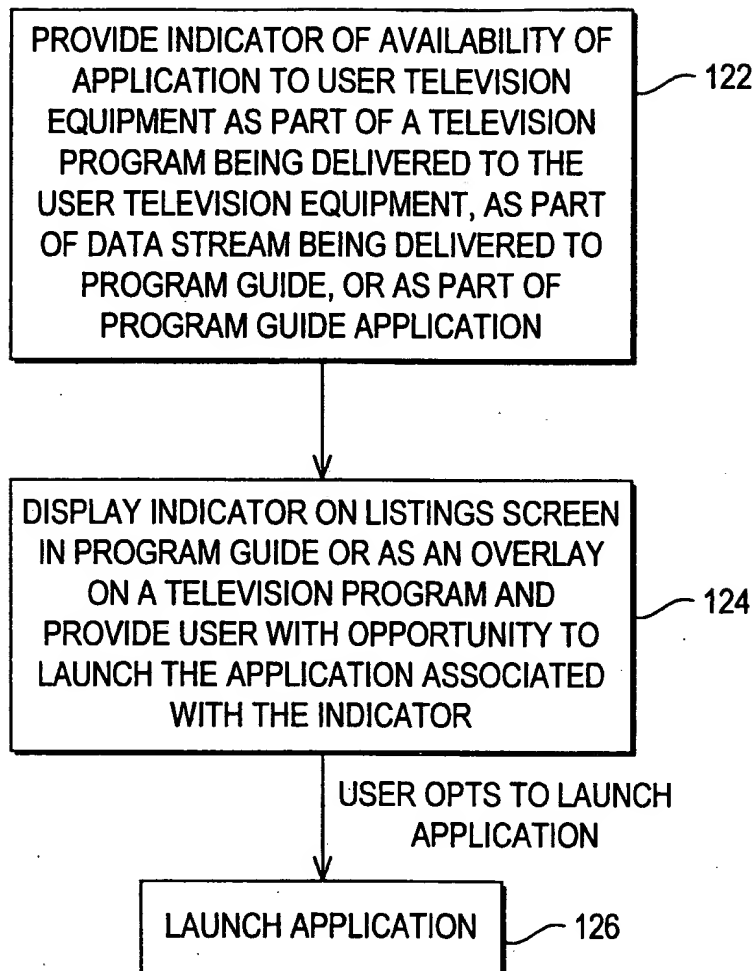 PROVIDE INDICATOR OF AVAILABILITY OF
APPLICATION TO USER TELEVISION
EQUIPMENT AS PART OF A TELEVISION
PROGRAM BEING DELIVERED TO THE
USER TELEVISION EQUIPMENT, AS PART
OF DATA STREAM BEING DELIVERED TO
PROGRAM GUIDE, OR AS PART OF
PROGRAM GUIDE APPLICATION
122
DISPLAY INDICATOR ON LISTINGS SCREEN
IN PROGRAM GUIDE OR AS AN OVERLAY
ON A TELEVISION PROGRAM AND
PROVIDE USER WITH OPPORTUNITY TO
LAUNCH THE APPLICATION ASSOCIATED
WITH THE INDICATOR
124
USER OPTS TO LAUNCH
APPLICATION
LAUNCH APPLICATION
126